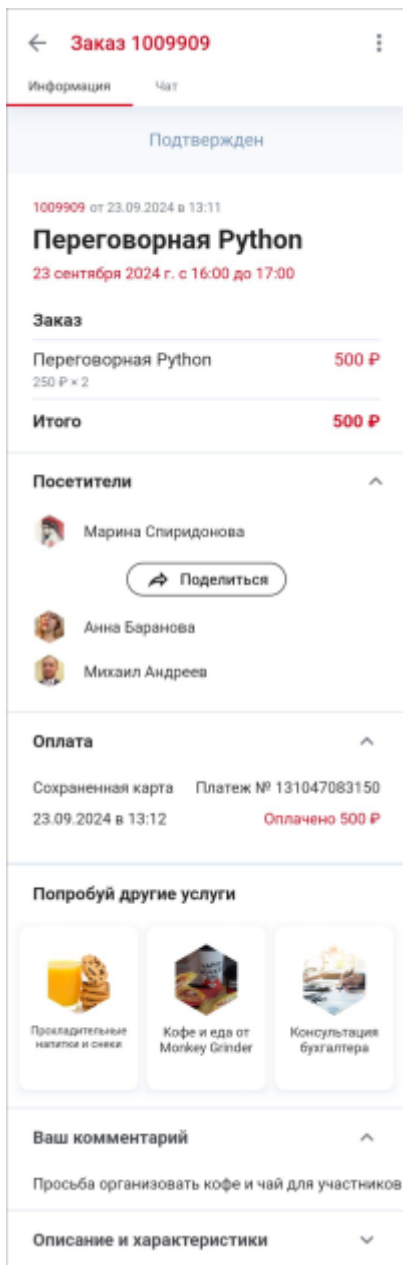 Заказ 1009909
Информация Чат
Подтвержден
1009909 от 23.09.2024 в 13:11
Переговорная Python
23 сентября 2024 г. с 16:00 до 17:00
Заказ
Переговорная Python 500 ₽
250 ₽ × 2
Итого 500 ₽
Посетители
Марина Спиридонова
Поделиться
Анна Баранова
Михаил Андреев
Оплата
Сохраненная карта Платеж № 131047083150
23.09.2024 в 13:12 Оплачено 500 ₽
Попробуй другие услуги
Прохладительные
напитки и снеки
Кофе и еда от
Monkey Grinder
Консультация
бухгалтера
Ваш комментарий
Просьба организовать кофе и чай для участников
Описание и характеристики